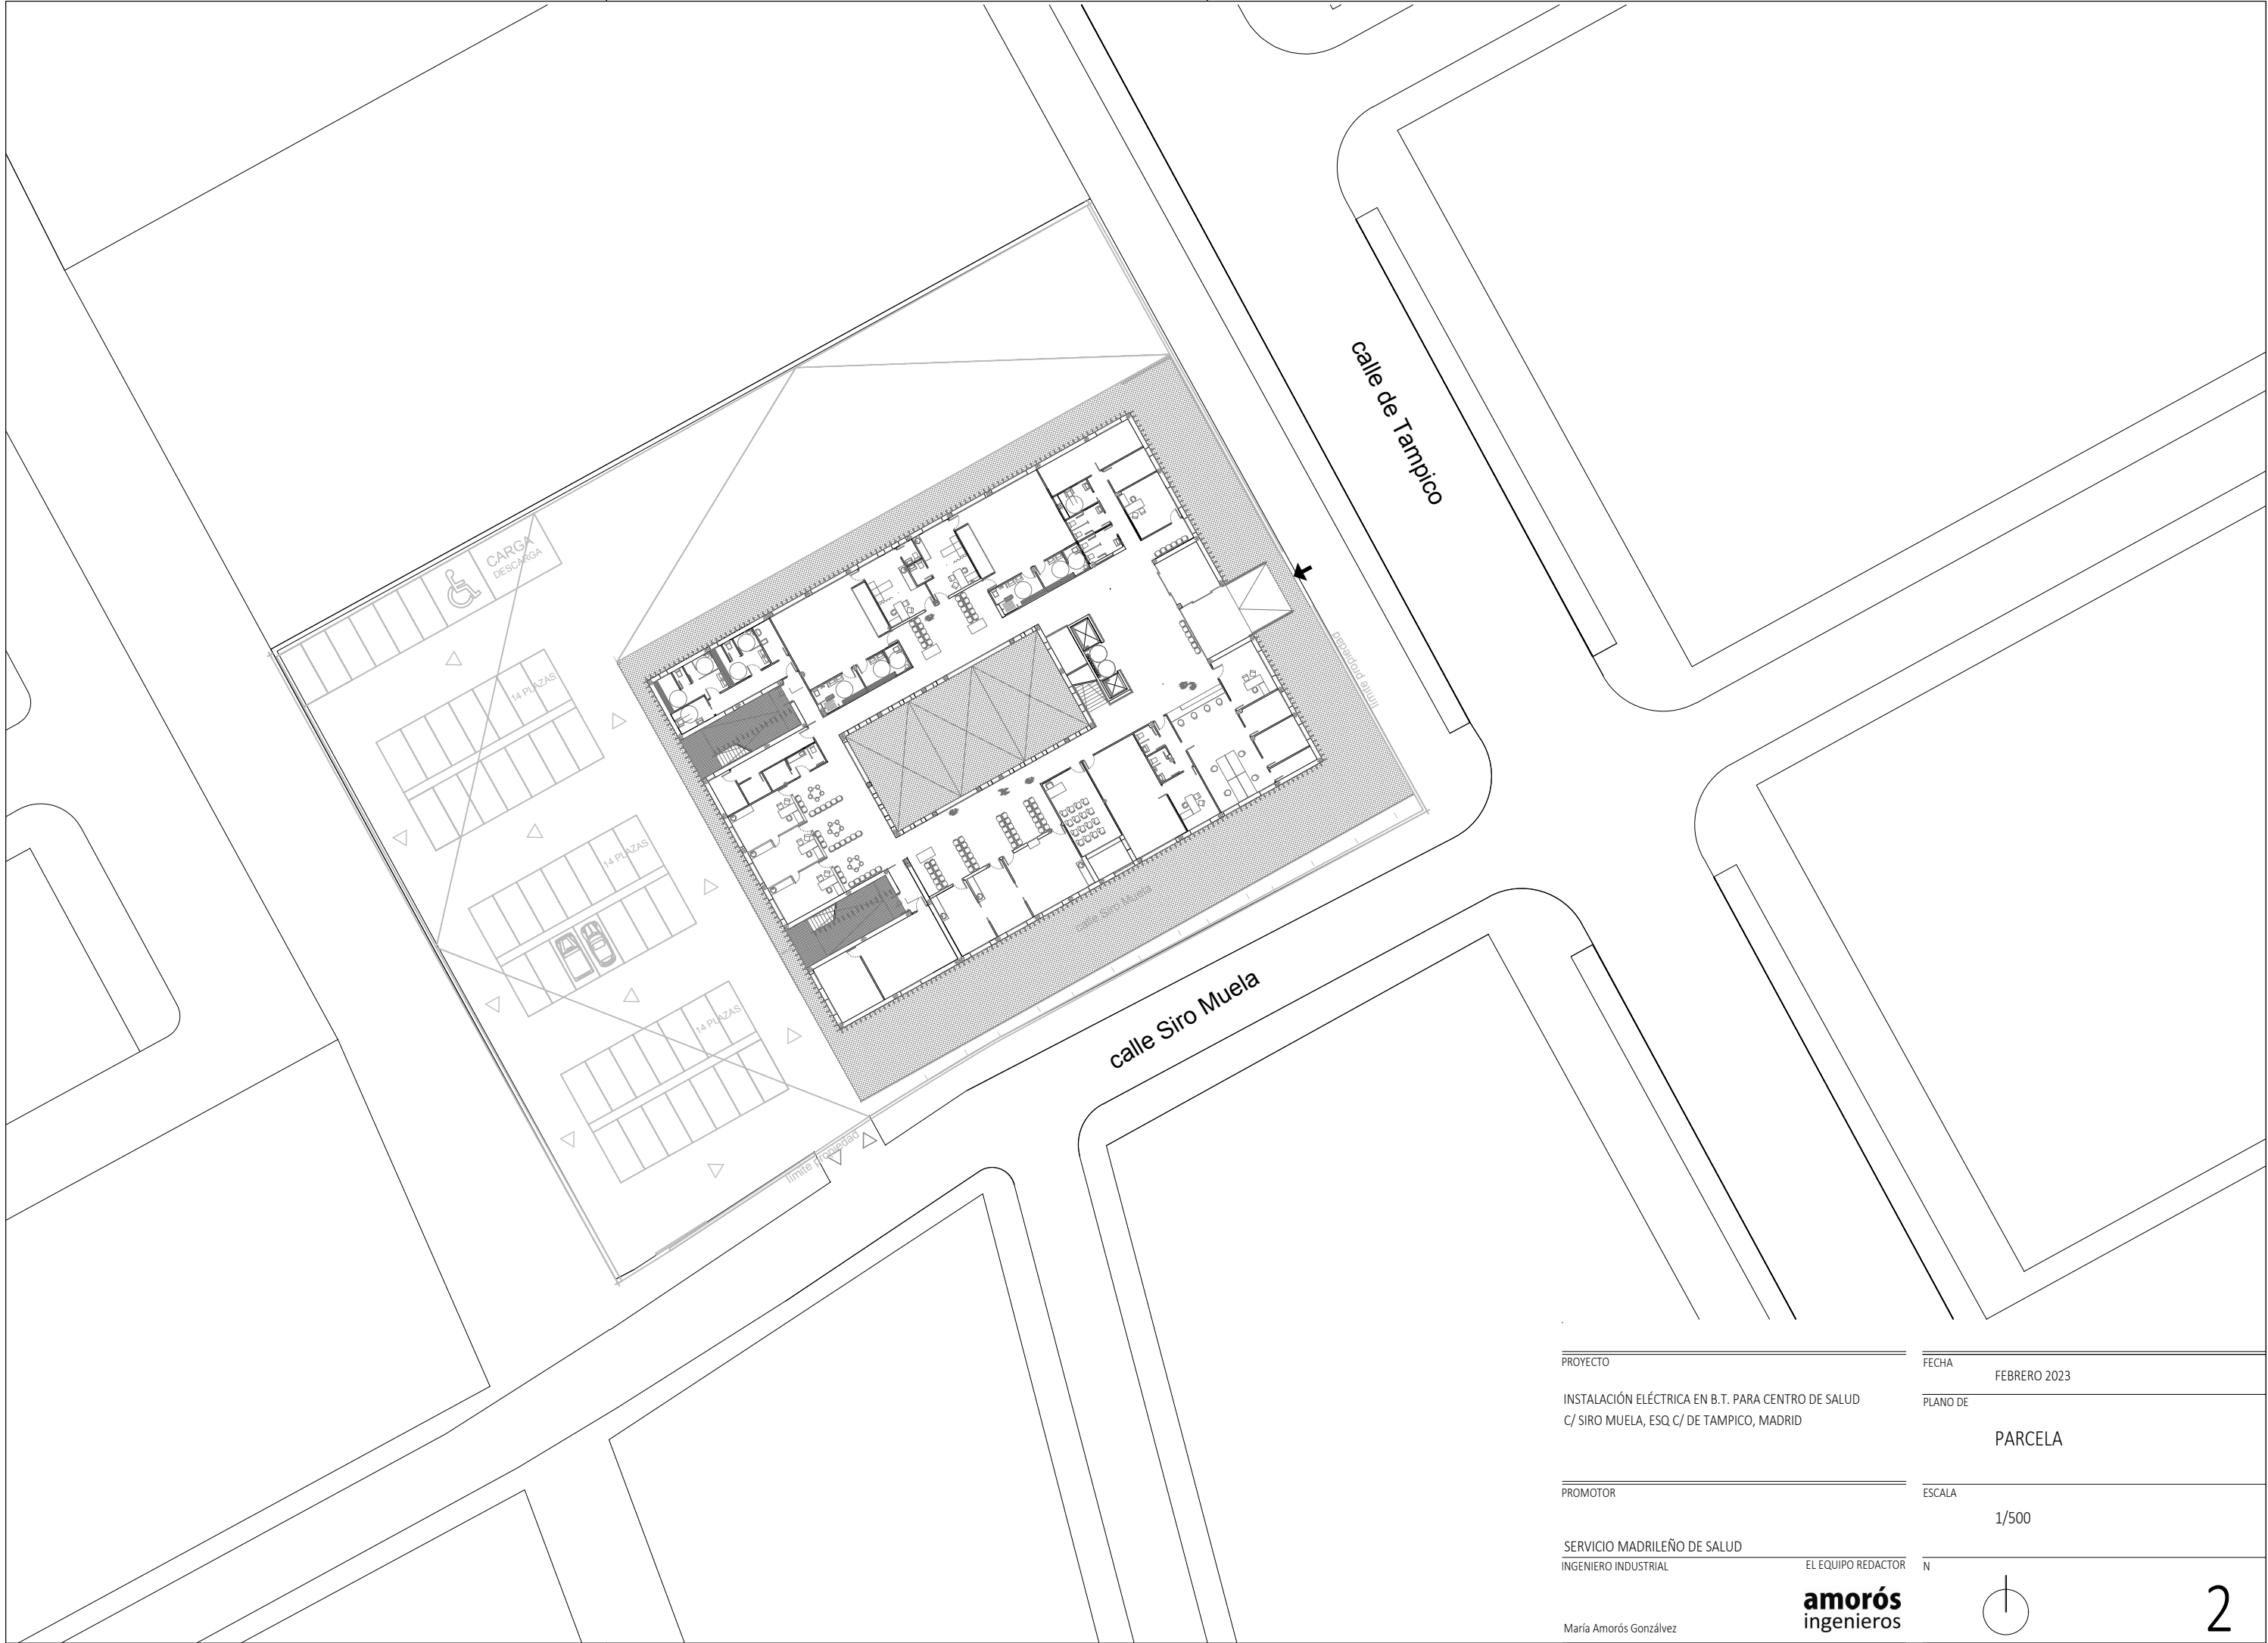 calle de Tampico
CARGA
DESCARGA
límite propiedad
14 PLAZAS
14 PLAZAS
calle Siro Muela
calle Siro Muela
14 PLAZAS
límite propiedad
PROYECTO
INSTALACIÓN ELÉCTRICA EN B.T. PARA CENTRO DE SALUD
C/ SIRO MUELA, ESQ C/ DE TAMPICO, MADRID
FECHA
FEBRERO 2023
PLANO DE
PARCELA
PROMOTOR
SERVICIO MADRILEÑO DE SALUD
ESCALA
1/500
INGENIERO INDUSTRIAL
EL EQUIPO REDACTOR
amorós
ingenieros
María Amorós Gonzálvez
N
2